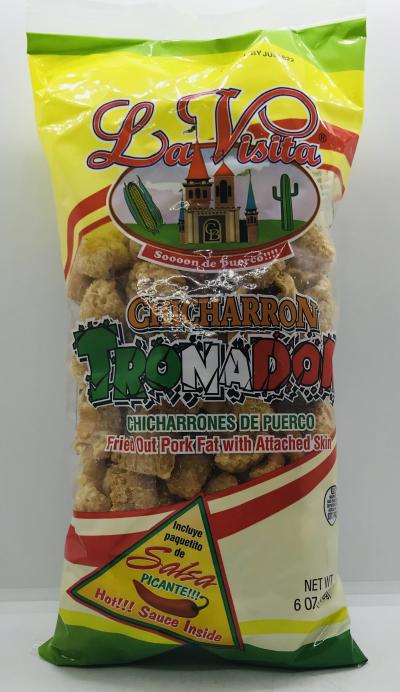 La Visita®
Soooon de puerco!!!!
CHICHARRON
TRONADOR
CHICHARRONES DE PUERCO
Fried Out Pork Fat with Attached Skin
Incluye
paquetito
de
Salsa
PICANTE!!!
Hot!!! Sauce Inside
NET WT
6 OZ